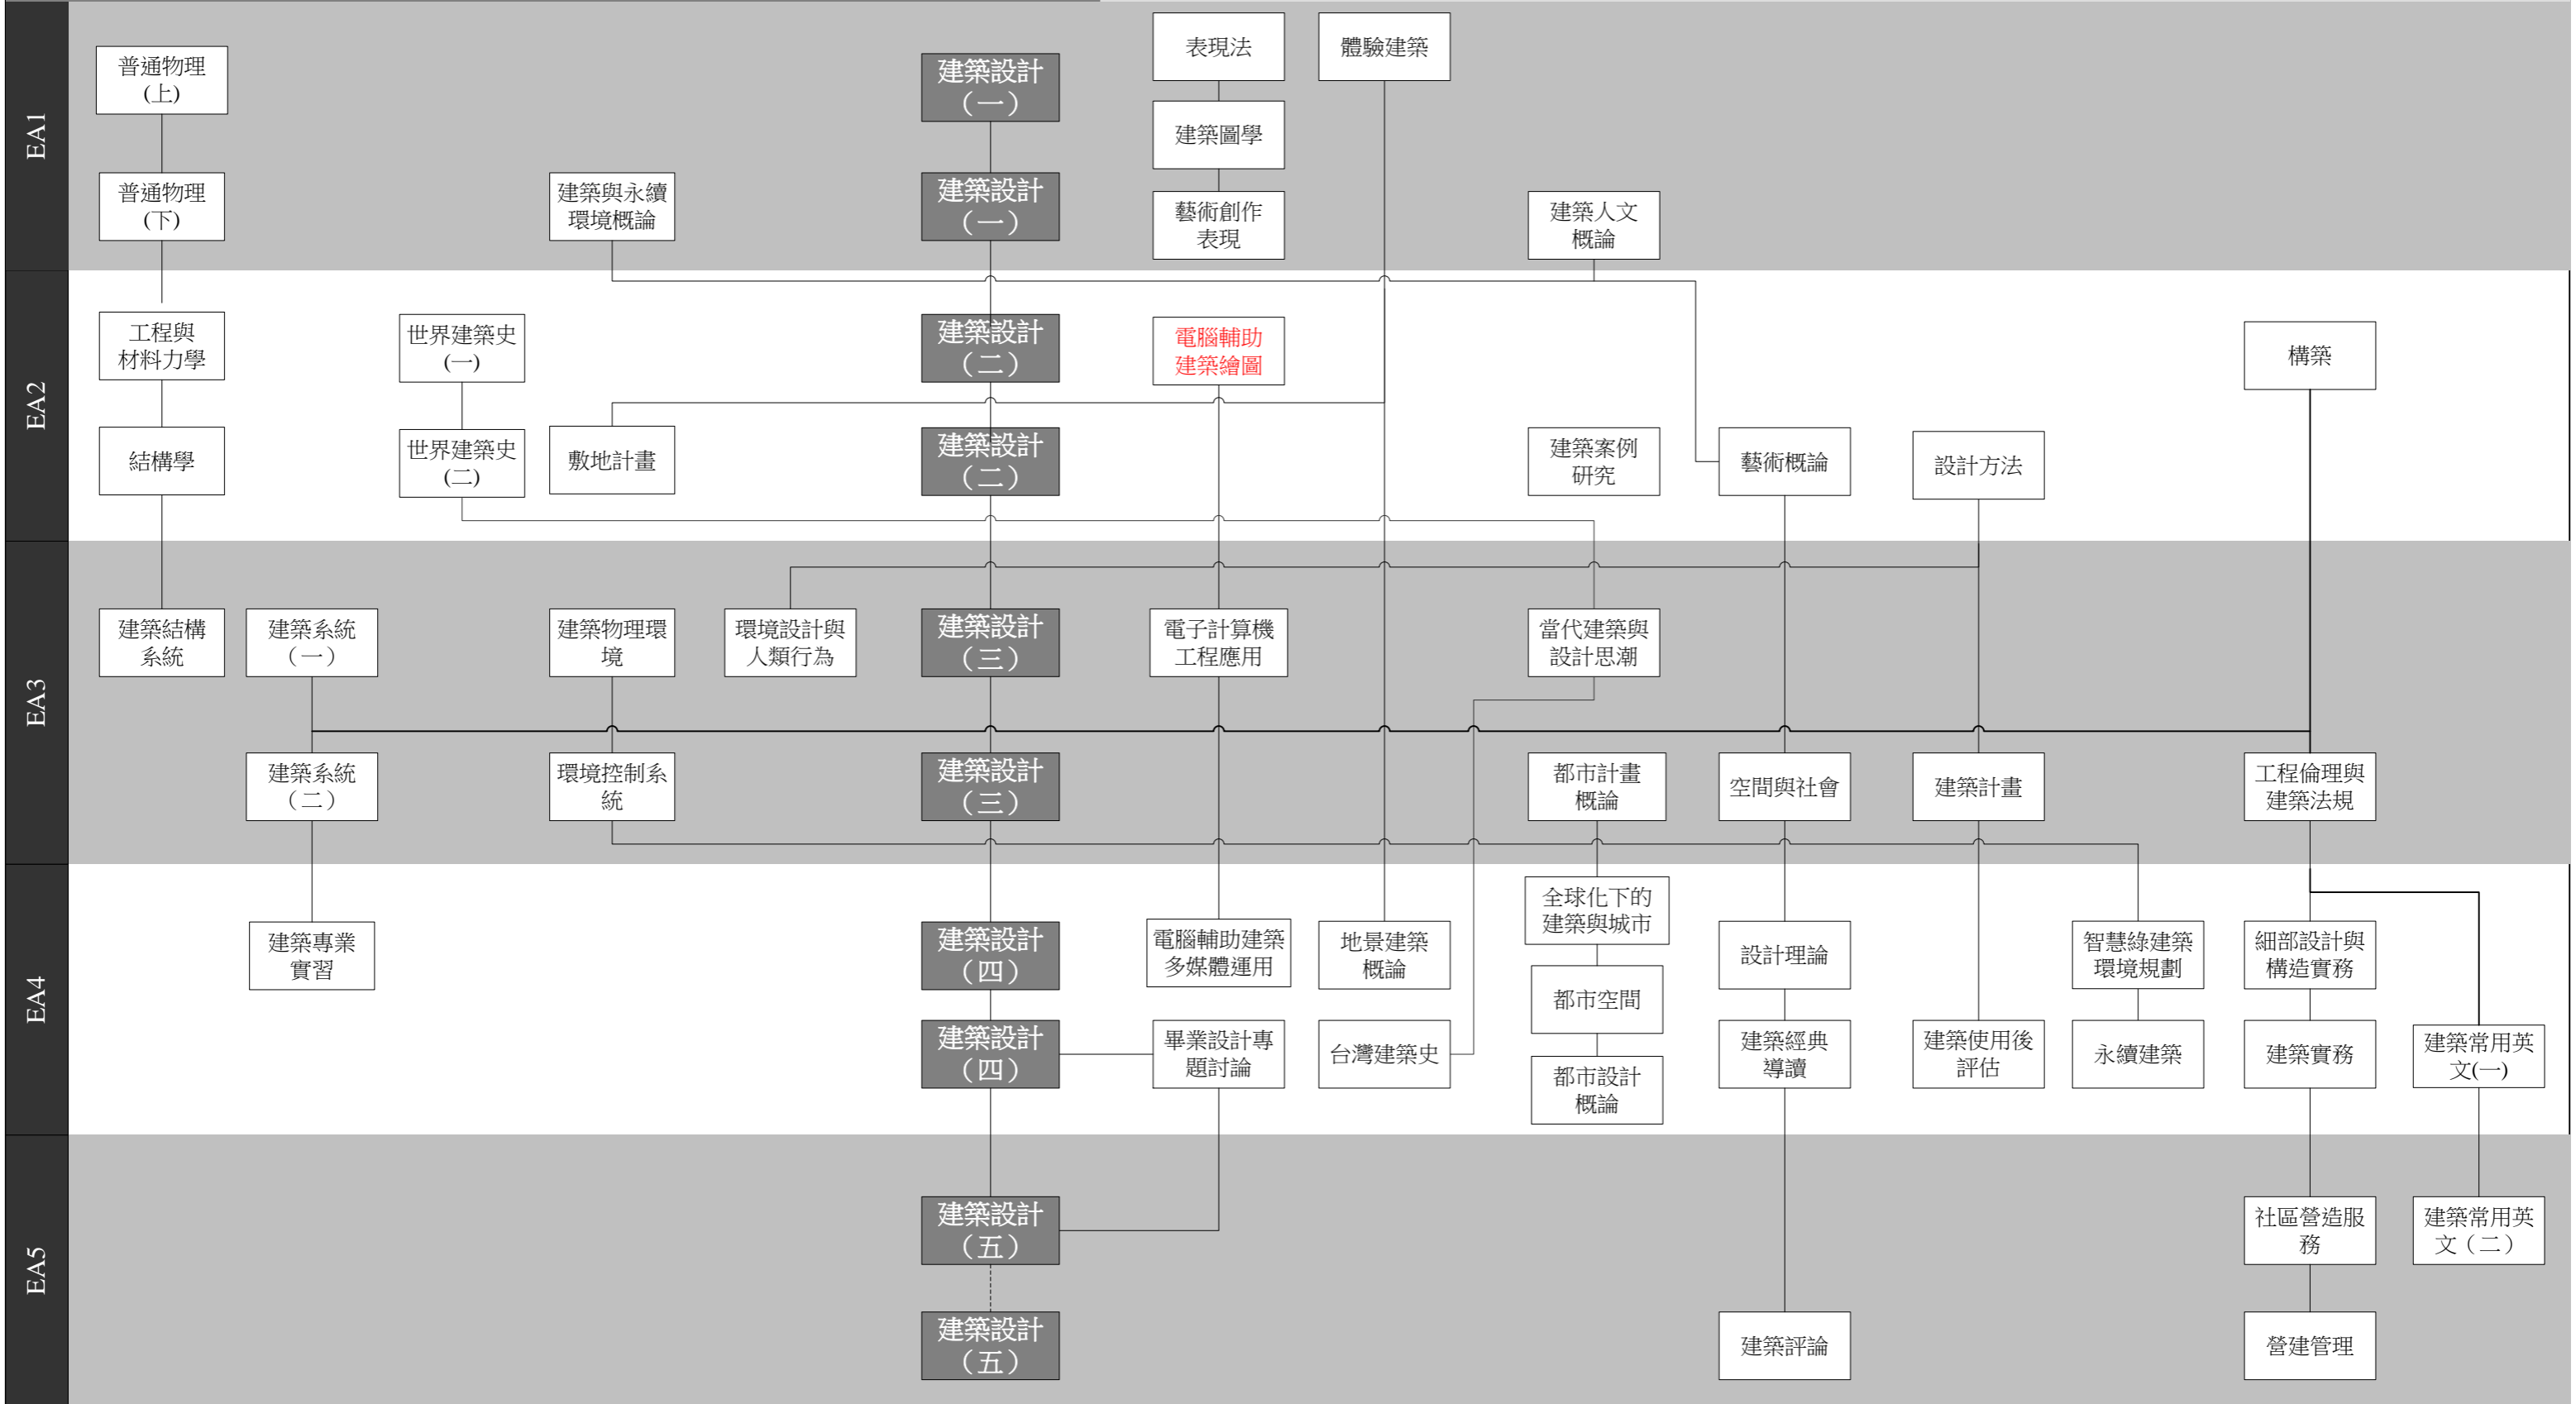 EA1
表現法
體驗建築
普通物理
(上)
建築設計
（一）
建築圖學
普通物理
(下)
建築與永續
環境概論
建築設計
（一）
藝術創作
表現
建築人文
概論
EA2
工程與
材料力學
世界建築史
(一)
建築設計
（二）
電腦輔助
建築繪圖
構築
結構學
世界建築史
(二)
敷地計畫
建築設計
（二）
建築案例
研究
藝術概論
設計方法
EA3
建築結構
系統
建築系統
（一）
建築物理環
境
環境設計與
人類行為
建築設計
（三）
電子計算機
工程應用
當代建築與
設計思潮
建築系統
（二）
環境控制系
統
建築設計
（三）
都市計畫
概論
空間與社會
建築計畫
工程倫理與
建築法規
EA4
全球化下的
建築與城市
建築專業
實習
建築設計
（四）
電腦輔助建築
多媒體運用
地景建築
概論
設計理論
智慧綠建築
環境規劃
細部設計與
構造實務
都市空間
建築設計
（四）
畢業設計專
題討論
台灣建築史
都市設計
概論
建築經典
導讀
建築使用後
評估
永續建築
建築實務
建築常用英
文(一)
EA5
建築設計
（五）
社區營造服
務
建築常用英
文（二）
建築設計
（五）
建築評論
營建管理